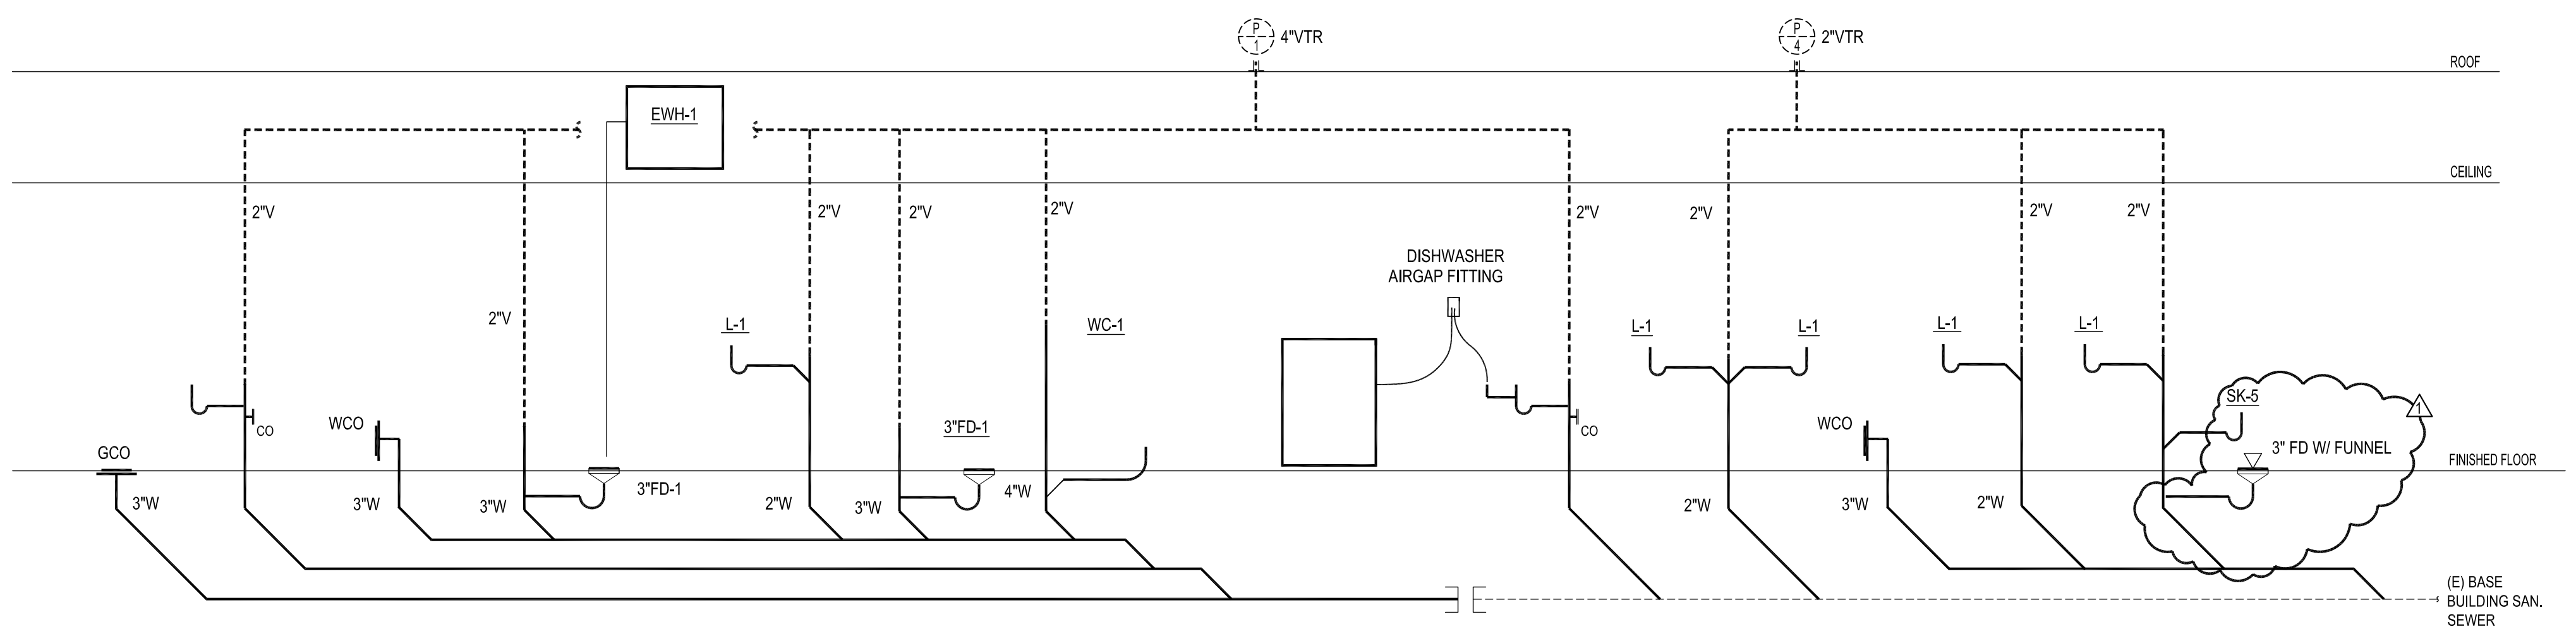 P
1
4"VTR
P
4
2"VTR
ROOF
EWH-1
CEILING
2"V
2"V
2"V
2"V
2"V
2"V
2"V
2"V
DISHWASHER
AIRGAP FITTING
2"V
L-1
WC-1
L-1
L-1
L-1
L-1
SK-5
1
WCO
CO
3"FD-1
CO
WCO
3" FD W/ FUNNEL
GCO
FINISHED FLOOR
3"W
3"W
3"W
3"FD-1
2"W
3"W
4"W
2"W
3"W
2"W
(E) BASE
BUILDING SAN.
SEWER